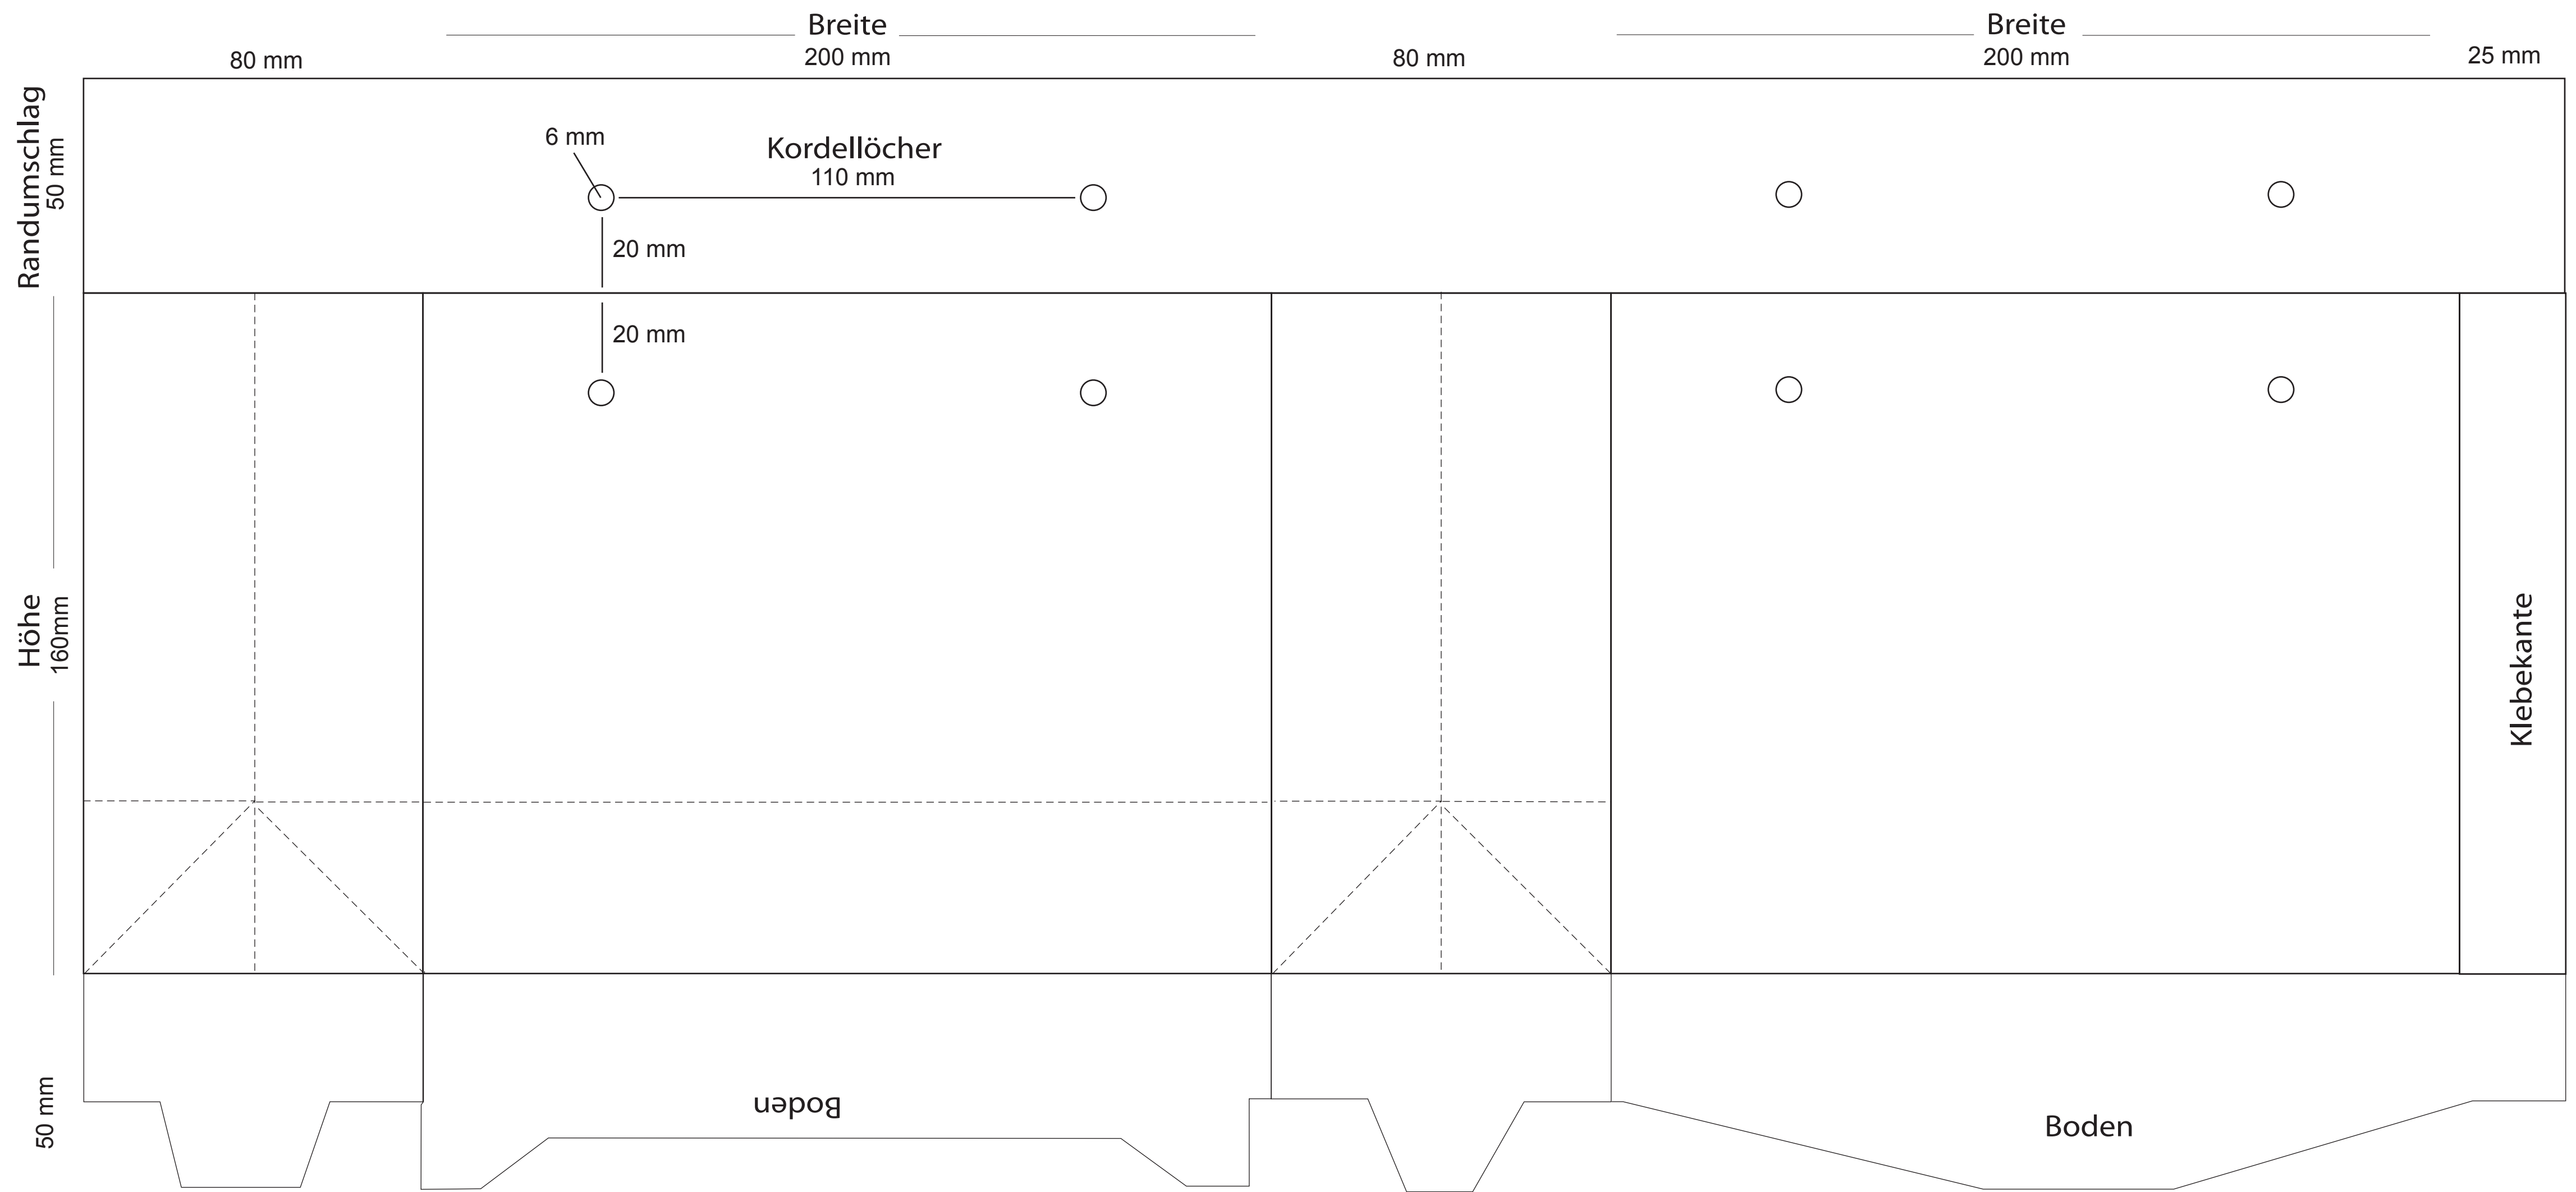 Breite
Breite
80 mm
200 mm
80 mm
200 mm
25 mm
Randumschlag
50 mm
6 mm
Kordellöcher
110 mm
20 mm
20 mm
Höhe
160mm
Klebekante
50 mm
Boden
Boden